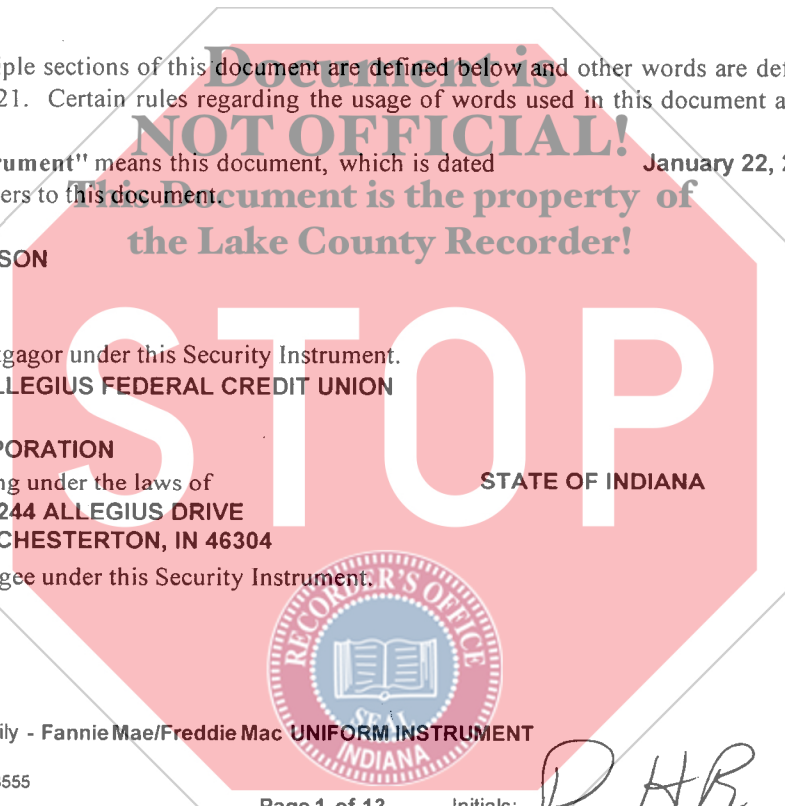 iple sections of this document are defined below and other words are def
21. Certain rules regarding the usage of words used in this document a
Document is
NOT OFFICIAL!
This Document is the property of
the Lake County Recorder!
rument" means this document, which is dated January 22, 2
ers to this document.
SON
STOP
tgagor under this Security Instrument.
LLEGIUS FEDERAL CREDIT UNION
PORATION
ng under the laws of STATE OF INDIANA
244 ALLEGIUS DRIVE
CHESTERTON, IN 46304
gee under this Security Instrument.
RECORDER'S OFFICE
SEAL
INDIANA
ily - Fannie Mae/Freddie Mac UNIFORM INSTRUMENT
555
Page 1 of 12 Initials: DHR